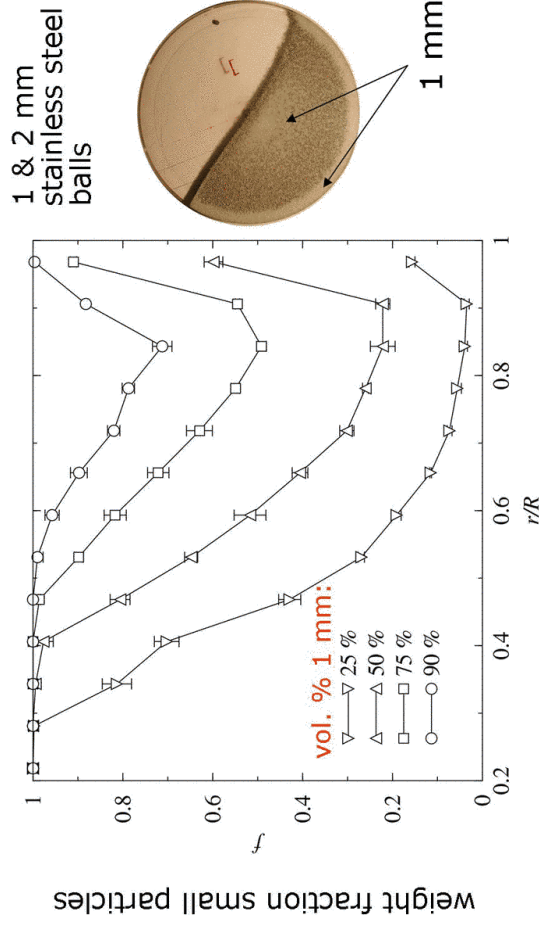 1 & 2 mm
stainless steel
balls
1 mm
weight fraction small particles
f
1
0.8
0.6
0.4
0.2
0
vol. % 1 mm:
25 %
50 %
75 %
90 %
0.2
0.4
0.6
0.8
1
r/R